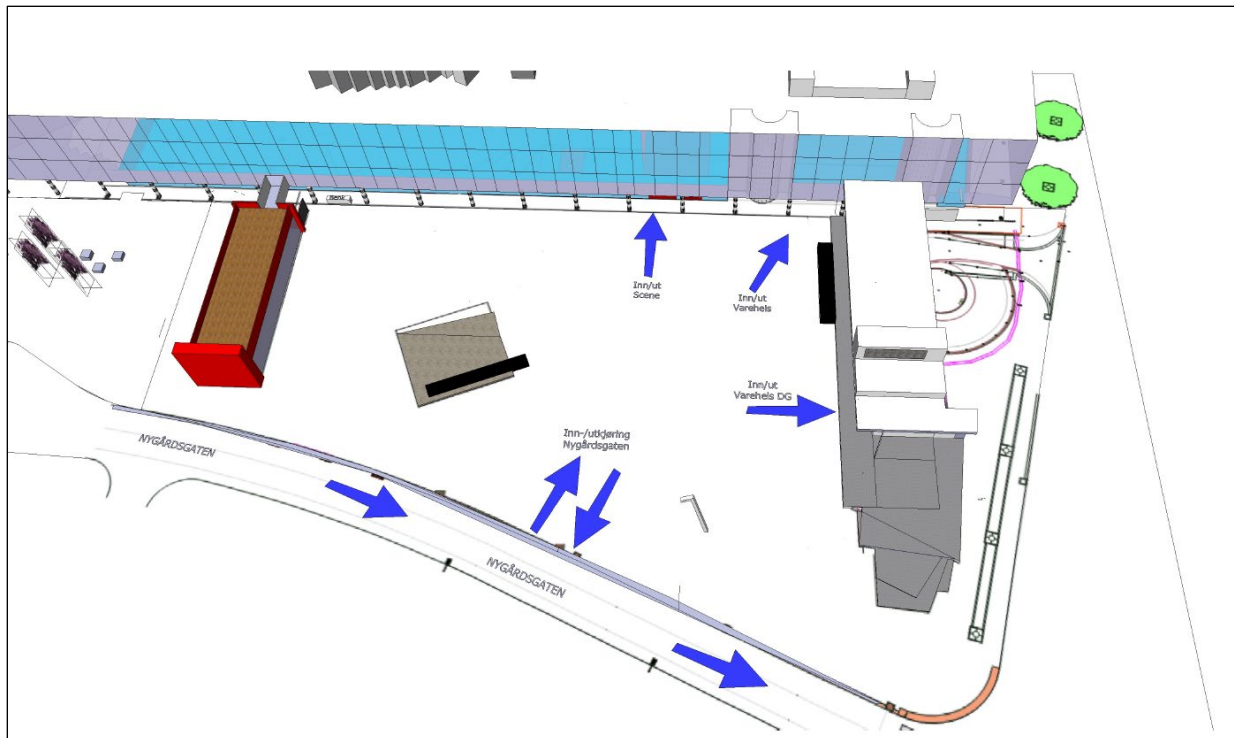 BENK
Inn/ut
Scene
Inn/ut
Varehels
Inn/ut
Varehels DG
Inn-/utkjøring
Nygårdsgaten
NYGÅRDSGATEN
NYGÅRDSGATEN